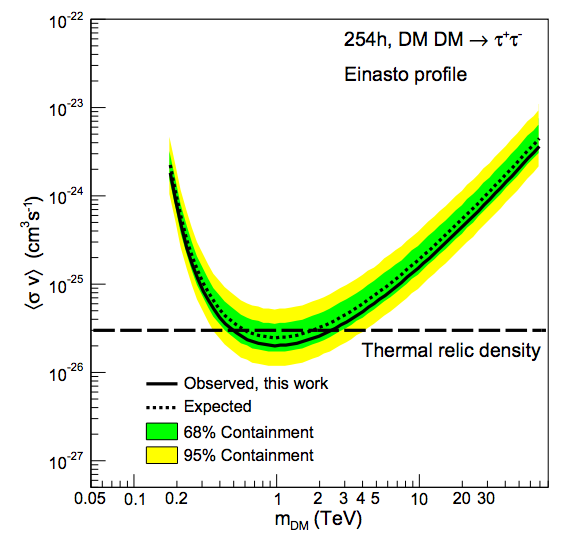 254h, DM DM → τ⁺τ⁻
Einasto profile
10⁻²²
10⁻²³
10⁻²⁴
10⁻²⁵
10⁻²⁶
10⁻²⁷
⟨σ v⟩ (cm³s⁻¹)
Thermal relic density
Observed, this work
Expected
68% Containment
95% Containment
0.05 0.1 0.2 1 2 3 4 5 10 20 30
m_DM (TeV)